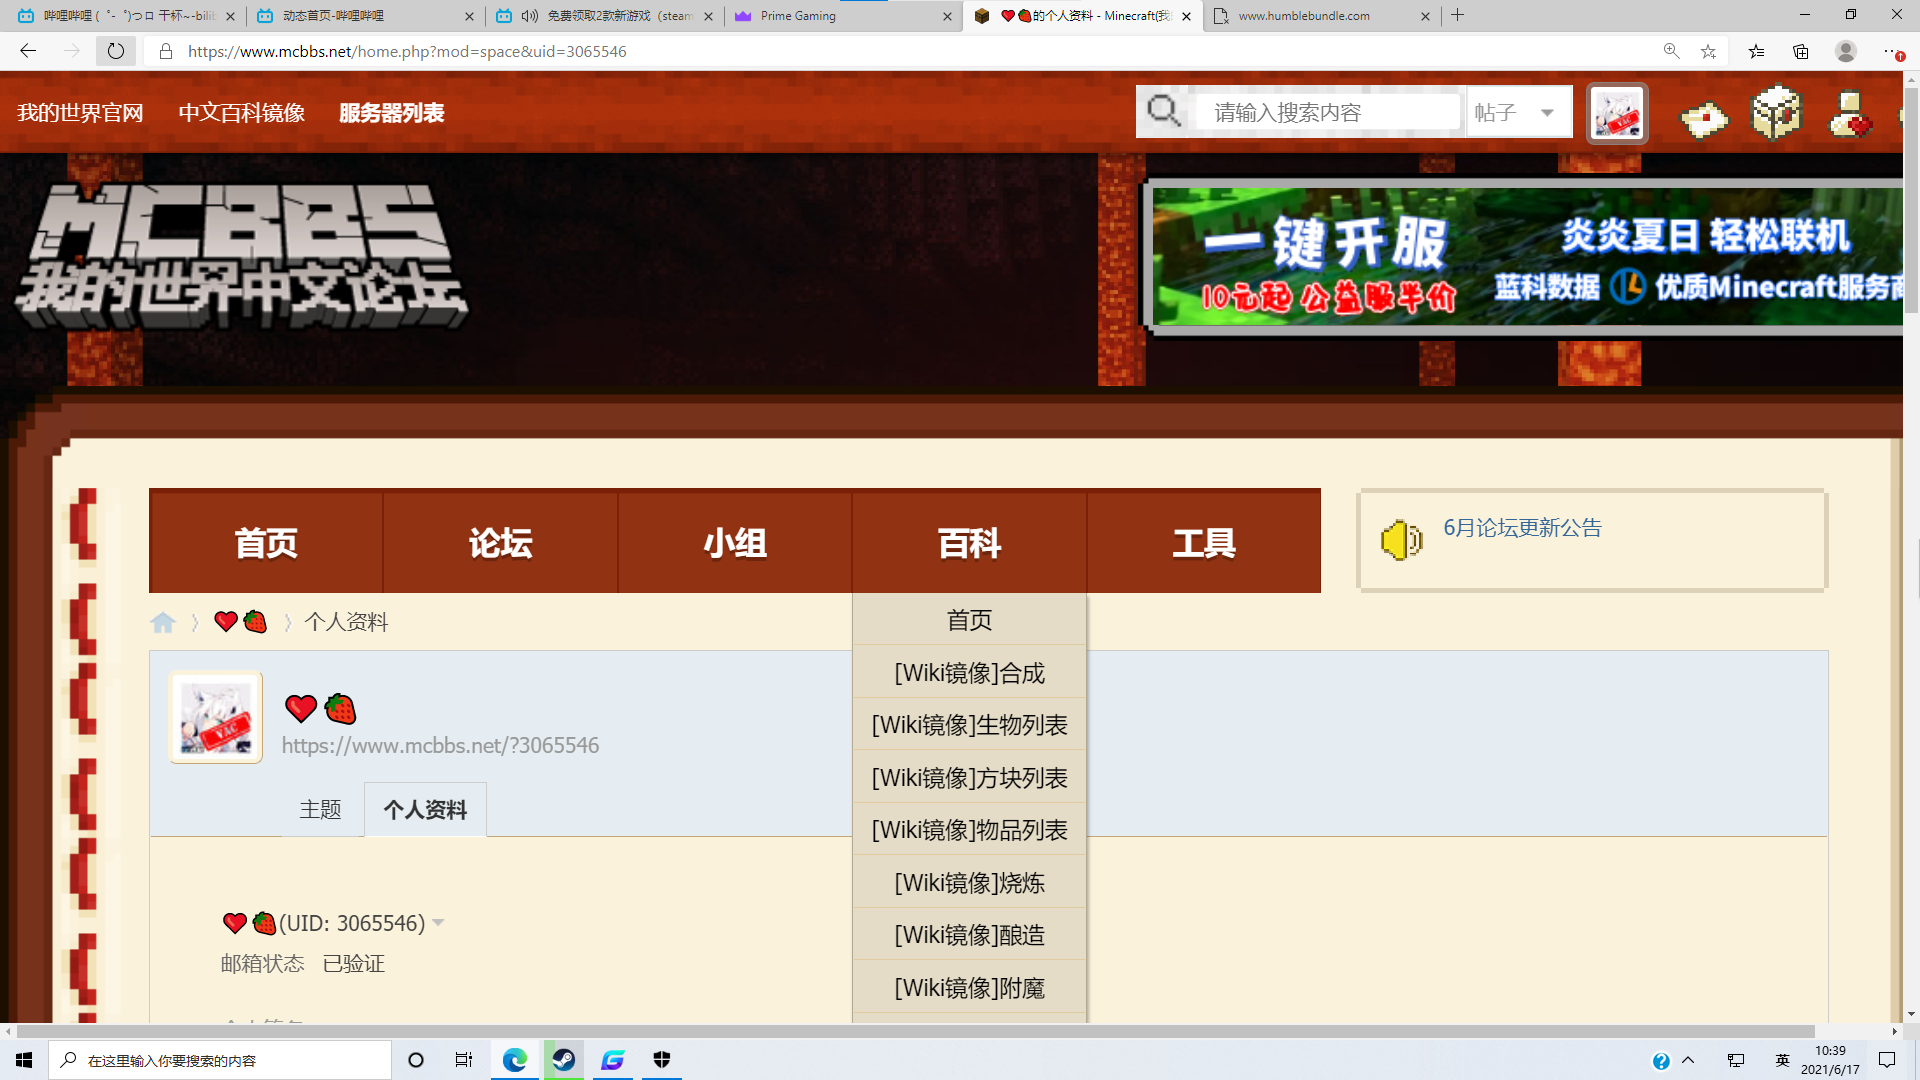 哔哩哔哩 (゜-゜)つロ 干杯~-bilib
动态首页-哔哩哔哩
免费领取2款新游戏（steam
Prime Gaming
❤️🍓的个人资料 - Minecraft(我
www.humblebundle.com
https://www.mcbbs.net/home.php?mod=space&uid=3065546
我的世界官网 中文百科镜像 服务器列表
请输入搜索内容 帖子
VAC
MCBBS
我的世界中文论坛
一键开服
10元起 公益服半价
炎炎夏日 轻松联机
蓝科数据 优质Minecraft服务商
首页 论坛 小组 百科 工具
6月论坛更新公告
❤️🍓 › 个人资料
首页
[Wiki镜像]合成
[Wiki镜像]生物列表
[Wiki镜像]方块列表
[Wiki镜像]物品列表
[Wiki镜像]烧炼
[Wiki镜像]酿造
[Wiki镜像]附魔
❤️🍓
VAC
https://www.mcbbs.net/?3065546
主题 个人资料
❤️🍓(UID: 3065546)
邮箱状态 已验证
在这里输入你要搜索的内容
英
10:39
2021/6/17